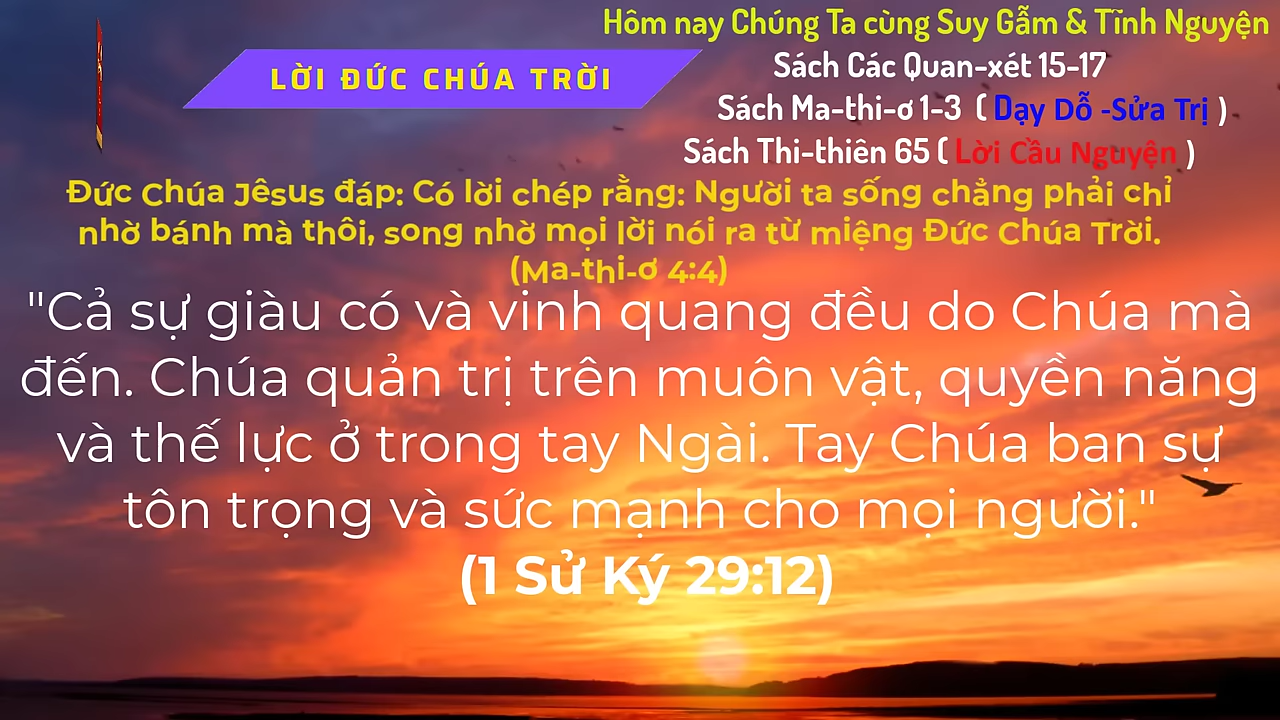 Hôm nay Chúng Ta cùng Suy Gẫm & Tĩnh Nguyện
Sách Các Quan-xét 15-17
Sách Ma-thi-ơ 1-3 ( Dạy Dỗ -Sửa Trị )
Sách Thi-thiên 65 ( Lời Cầu Nguyện )
LỜI ĐỨC CHÚA TRỜI
Đức Chúa Jêsus đáp: Có lời chép rằng: Người ta sống chẳng phải chỉ
nhờ bánh mà thôi, song nhờ mọi lời nói ra từ miệng Đức Chúa Trời.
(Ma-thi-ơ 4:4)
"Cả sự giàu có và vinh quang đều do Chúa mà
đến. Chúa quản trị trên muôn vật, quyền năng
và thế lực ở trong tay Ngài. Tay Chúa ban sự
tôn trọng và sức mạnh cho mọi người."
(1 Sử Ký 29:12)